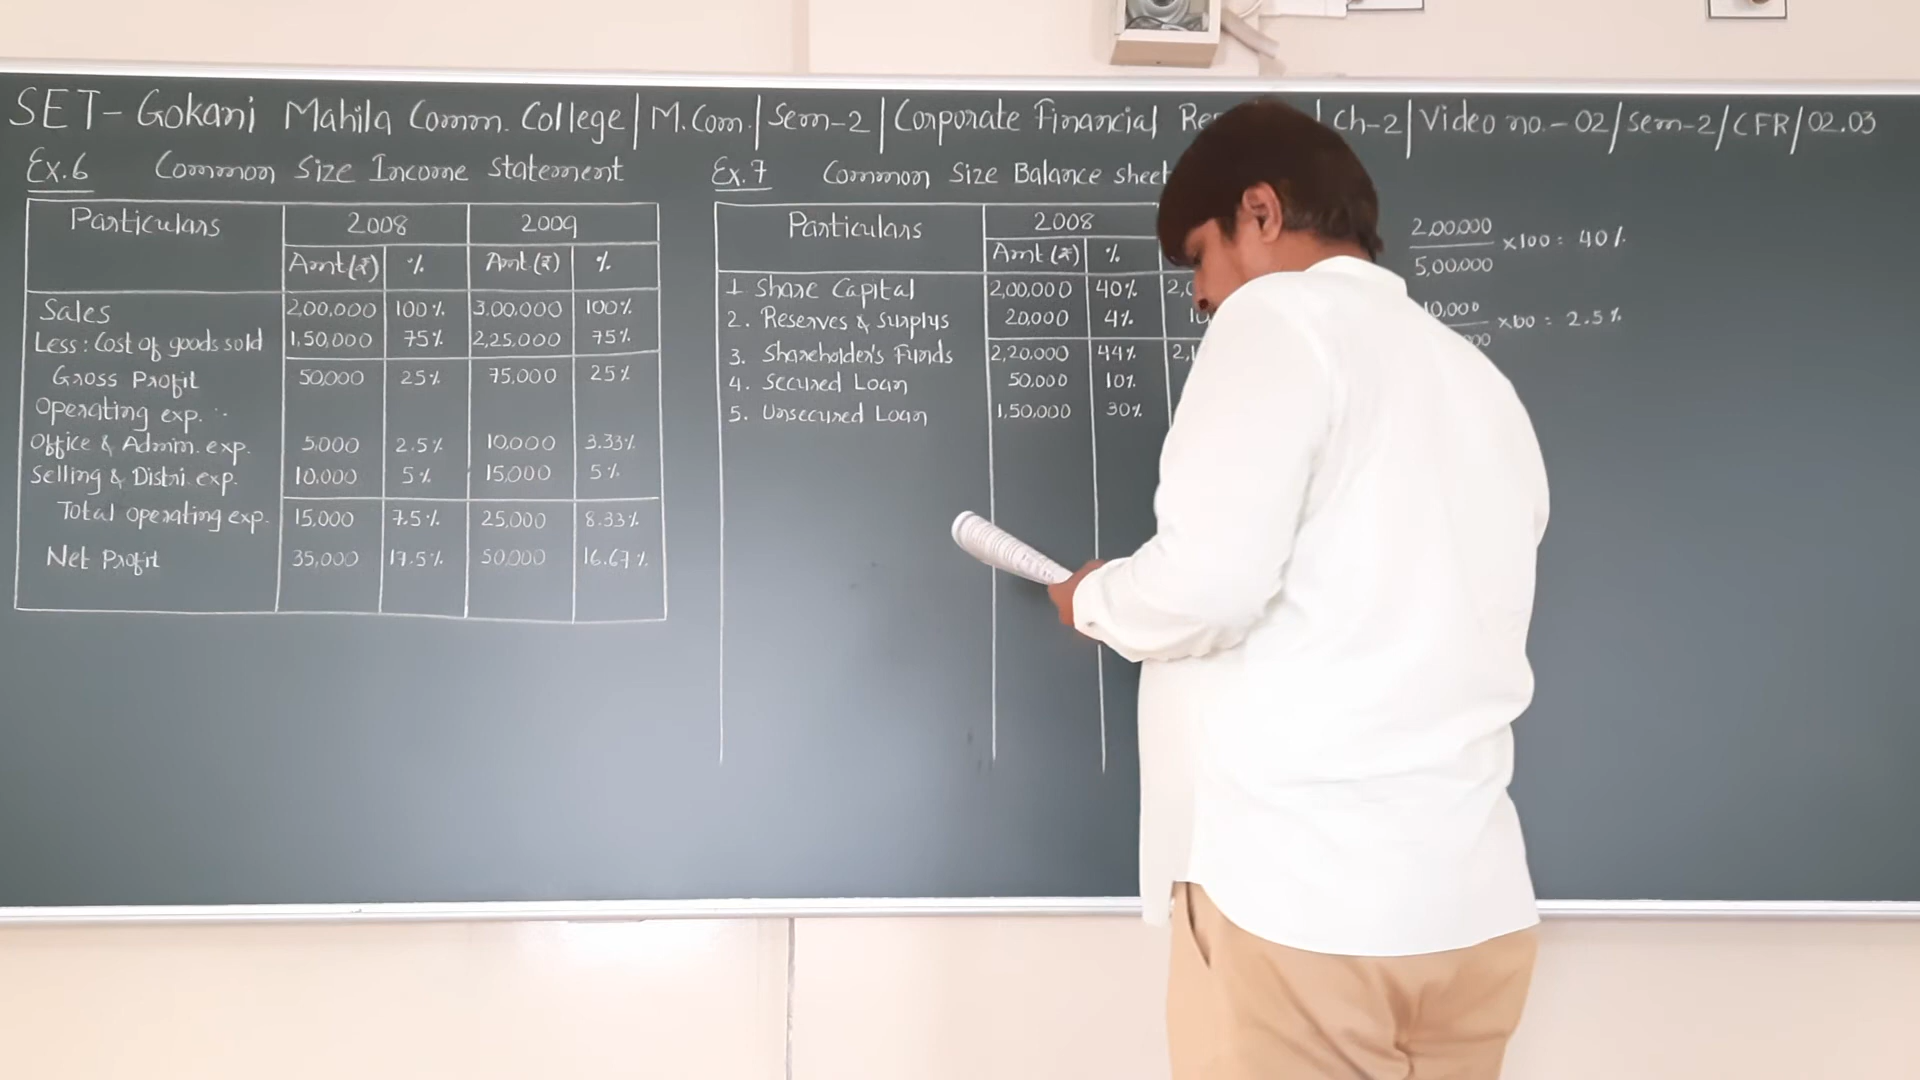 SET- Gokani Mahila Comm. College | M.Com. | Sem-2 | Corporate Financial Re | Ch-2 | Video no. - 02 / Sem-2 / CFR / 02.03
Ex.6 Common Size Income Statement
Particulars 2008 2009
Amt (₹) % Amt (₹) %
Sales 2,00,000 100% 3,00,000 100%
Less: Cost of goods sold 1,50,000 75% 2,25,000 75%
Gross Profit 50,000 25% 75,000 25%
Operating exp. :-
Office & Admin. exp. 5,000 2.5% 10,000 3.33%
Selling & Distri. exp. 10,000 5% 15,000 5%
Total operating exp. 15,000 7.5% 25,000 8.33%
Net Profit 35,000 17.5% 50,000 16.67%
Ex.7 Common Size Balance sheet
Particulars 2008
Amt (₹) %
1 Share Capital 2,00,000 40%
2. Reserves & Surplus 20,000 4%
3. Shareholder's Funds 2,20,000 44%
4. Secured Loan 50,000 10%
5. Unsecured Loan 1,50,000 30%
2,00,000
5,00,000
×100 = 40%
10,000
= 2.5%